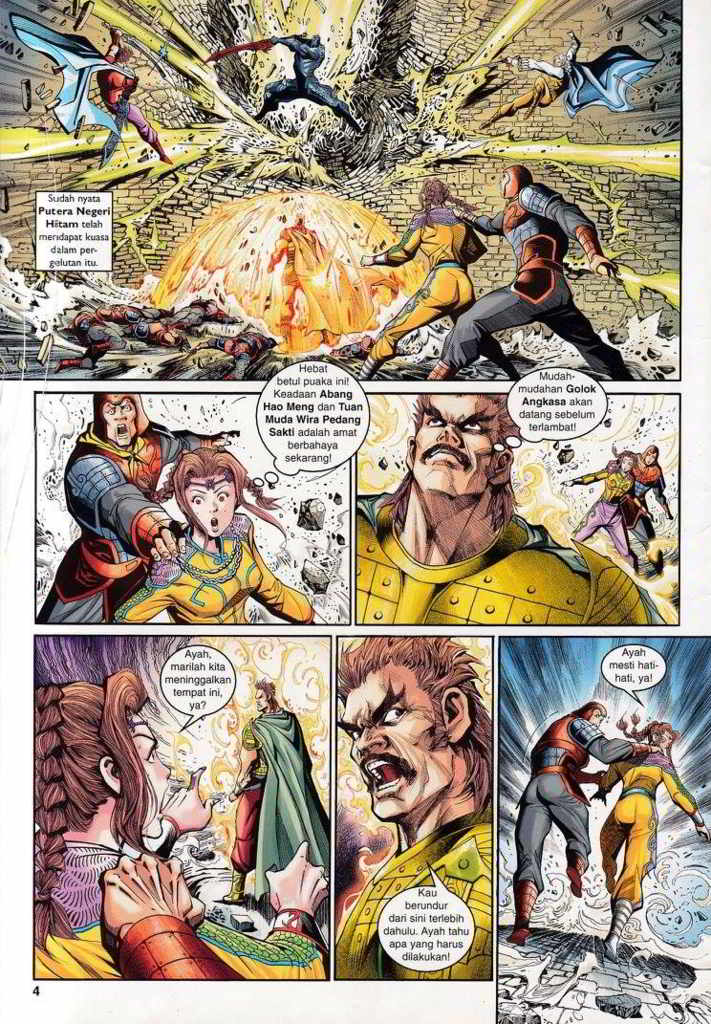 Sudah nyata
Putera Negeri
Hitam telah
mendapat kuasa
dalam per-
gelutan itu.
Hebat
betul puaka ini!
Keadaan Abang
Hao Meng dan Tuan
Muda Wira Pedang
Sakti adalah amat
berbahaya
sekarang!
Mudah-
mudahan Golok
Angkasa akan
datang sebelum
terlambat!
Ayah,
marilah kita
meninggalkan
tempat ini,
ya?
Kau
berundur
dari sini terlebih
dahulu. Ayah tahu
apa yang harus
dilakukan!
Ayah
mesti hati-
hati, ya!
4